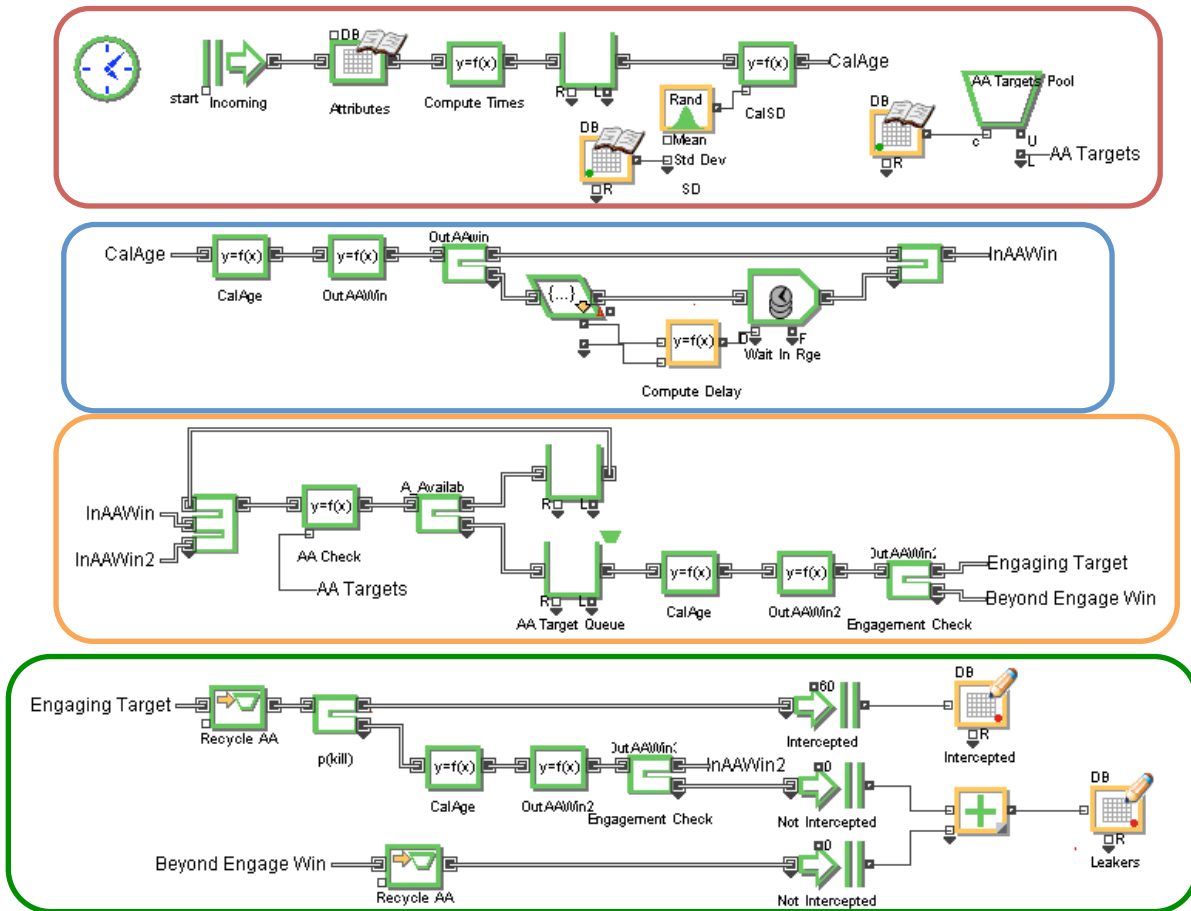 DB
start
Incoming
Attributes
y=f(x)
Compute Times
R
L
y=f(x)
CalAge
CalSD
Rand
Mean
Std Dev
SD
DB
R
DB
R
AA Targets Pool
c
U
L
AA Targets
CalAge
y=f(x)
CalAge
y=f(x)
OutAAWin
OutAAwin
{...}
A
y=f(x)
Compute Delay
D
F
Wait In Rge
InAAWin
InAAWin
InAAWin2
y=f(x)
AA Check
AA Targets
A_Availab
R
L
R
L
AA Target Queue
y=f(x)
CalAge
y=f(x)
OutAAWin2
Engagement Check
Engaging Target
Beyond Engage Win
Engaging Target
Recycle AA
p(kill)
60
Intercepted
DB
R
Intercepted
y=f(x)
CalAge
y=f(x)
OutAAWin2
Engagement Check
InAAWin2
0
Not Intercepted
DB
R
Leakers
Beyond Engage Win
Recycle AA
0
Not Intercepted